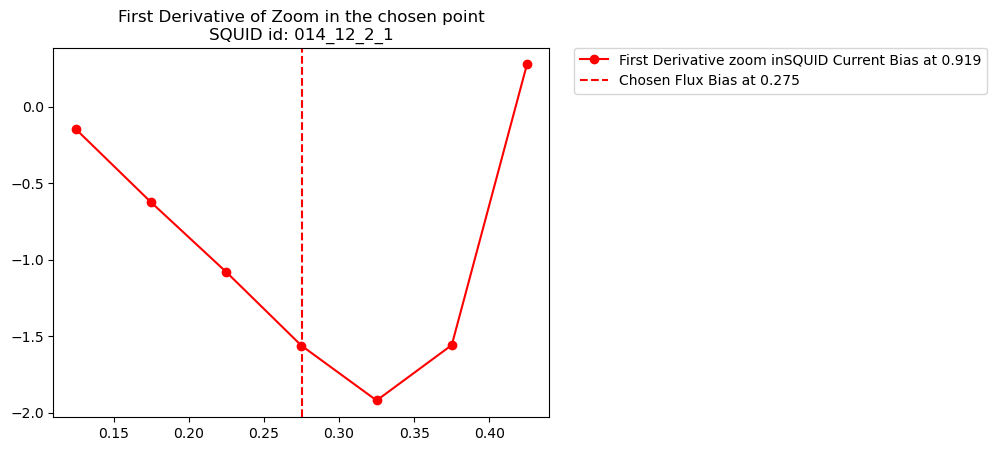 First Derivative of Zoom in the chosen point
SQUID id: 014_12_2_1
First Derivative zoom inSQUID Current Bias at 0.919
Chosen Flux Bias at 0.275
0.0
−0.5
−1.0
−1.5
−2.0
0.15 0.20 0.25 0.30 0.35 0.40